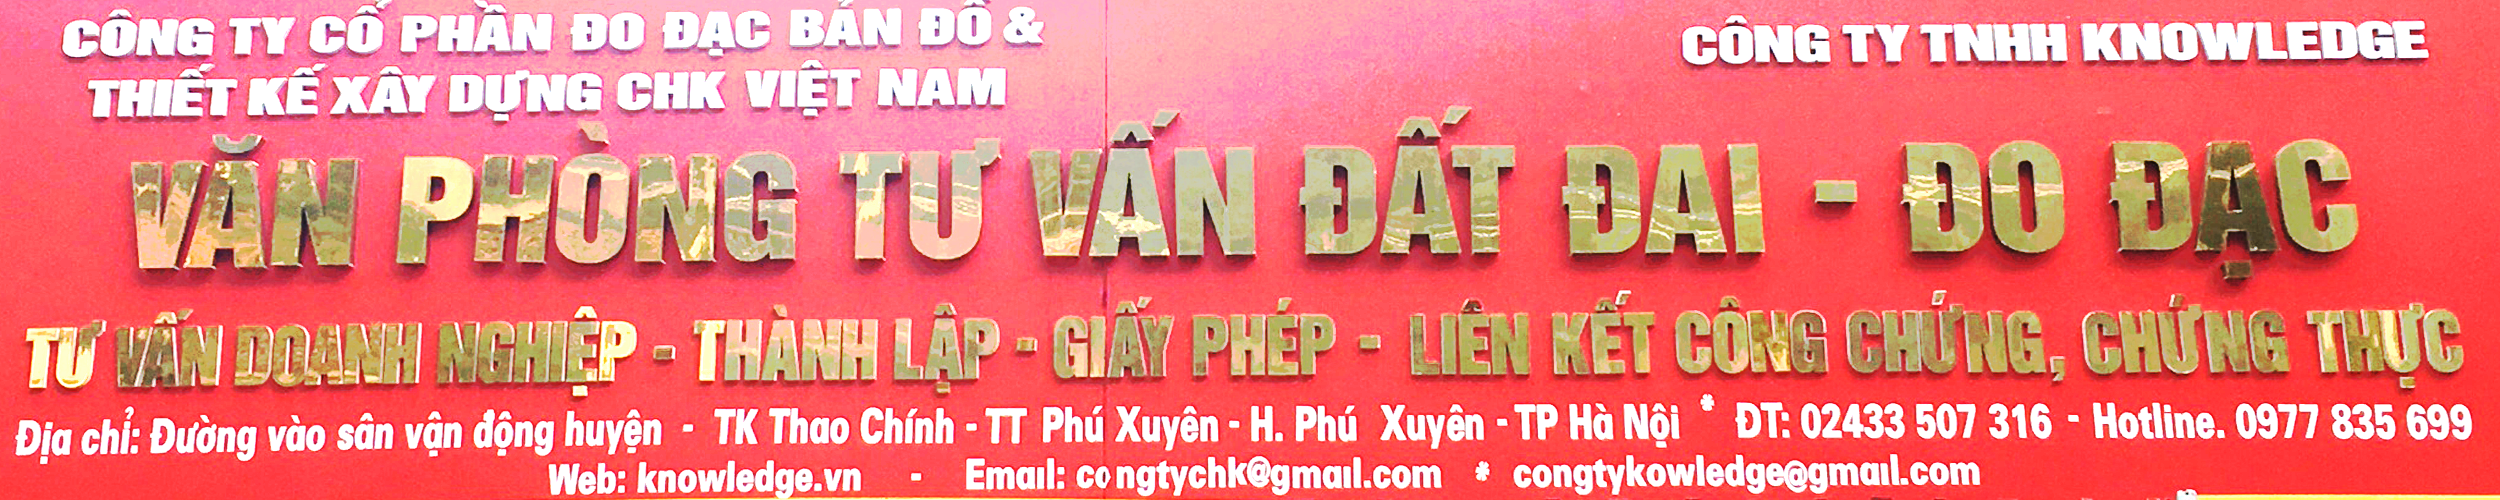 CÔNG TY CỔ PHẦN ĐO ĐẠC BẢN ĐỒ &
THIẾT KẾ XÂY DỰNG CHK VIỆT NAM
CÔNG TY TNHH KNOWLEDGE
VĂN PHÒNG TƯ VẤN ĐẤT ĐAI - ĐO ĐẠC
TƯ VẤN DOANH NGHIỆP - THÀNH LẬP - GIẤY PHÉP - LIÊN KẾT CÔNG CHỨNG, CHỨNG THỰC
Địa chỉ: Đường vào sân vận động huyện - TK Thao Chính - TT Phú Xuyên - H. Phú Xuyên - TP Hà Nội * ĐT: 02433 507 316 - Hotline. 0977 835 699
Web: knowledge.vn - Email: congtychk@gmail.com * congtykowledge@gmail.com